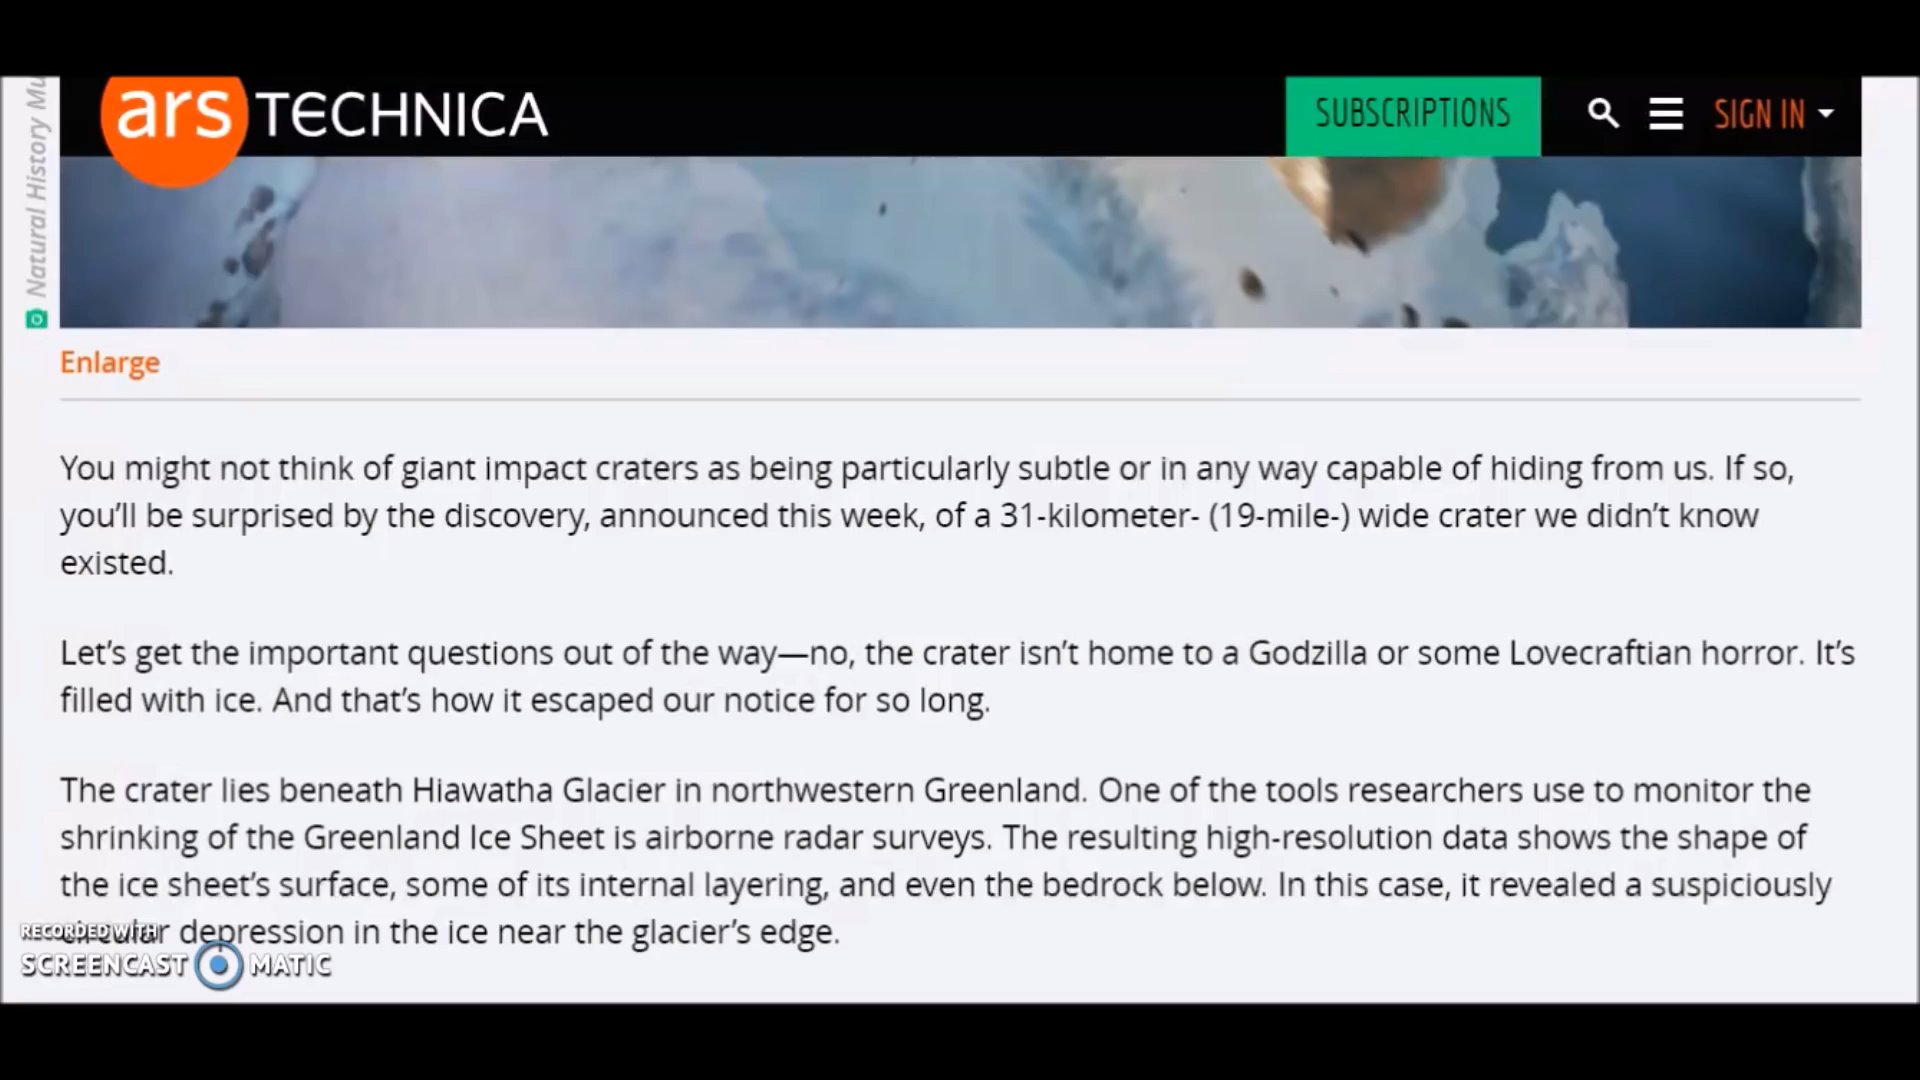 Natural History Mu
ars TECHNICA
SUBSCRIPTIONS
SIGN IN
Enlarge
You might not think of giant impact craters as being particularly subtle or in any way capable of hiding from us. If so,
you'll be surprised by the discovery, announced this week, of a 31-kilometer- (19-mile-) wide crater we didn't know
existed.
Let's get the important questions out of the way—no, the crater isn't home to a Godzilla or some Lovecraftian horror. It's
filled with ice. And that's how it escaped our notice for so long.
The crater lies beneath Hiawatha Glacier in northwestern Greenland. One of the tools researchers use to monitor the
shrinking of the Greenland Ice Sheet is airborne radar surveys. The resulting high-resolution data shows the shape of
the ice sheet's surface, some of its internal layering, and even the bedrock below. In this case, it revealed a suspiciously
circular depression in the ice near the glacier's edge.
RECORDED WITH
SCREENCAST MATIC